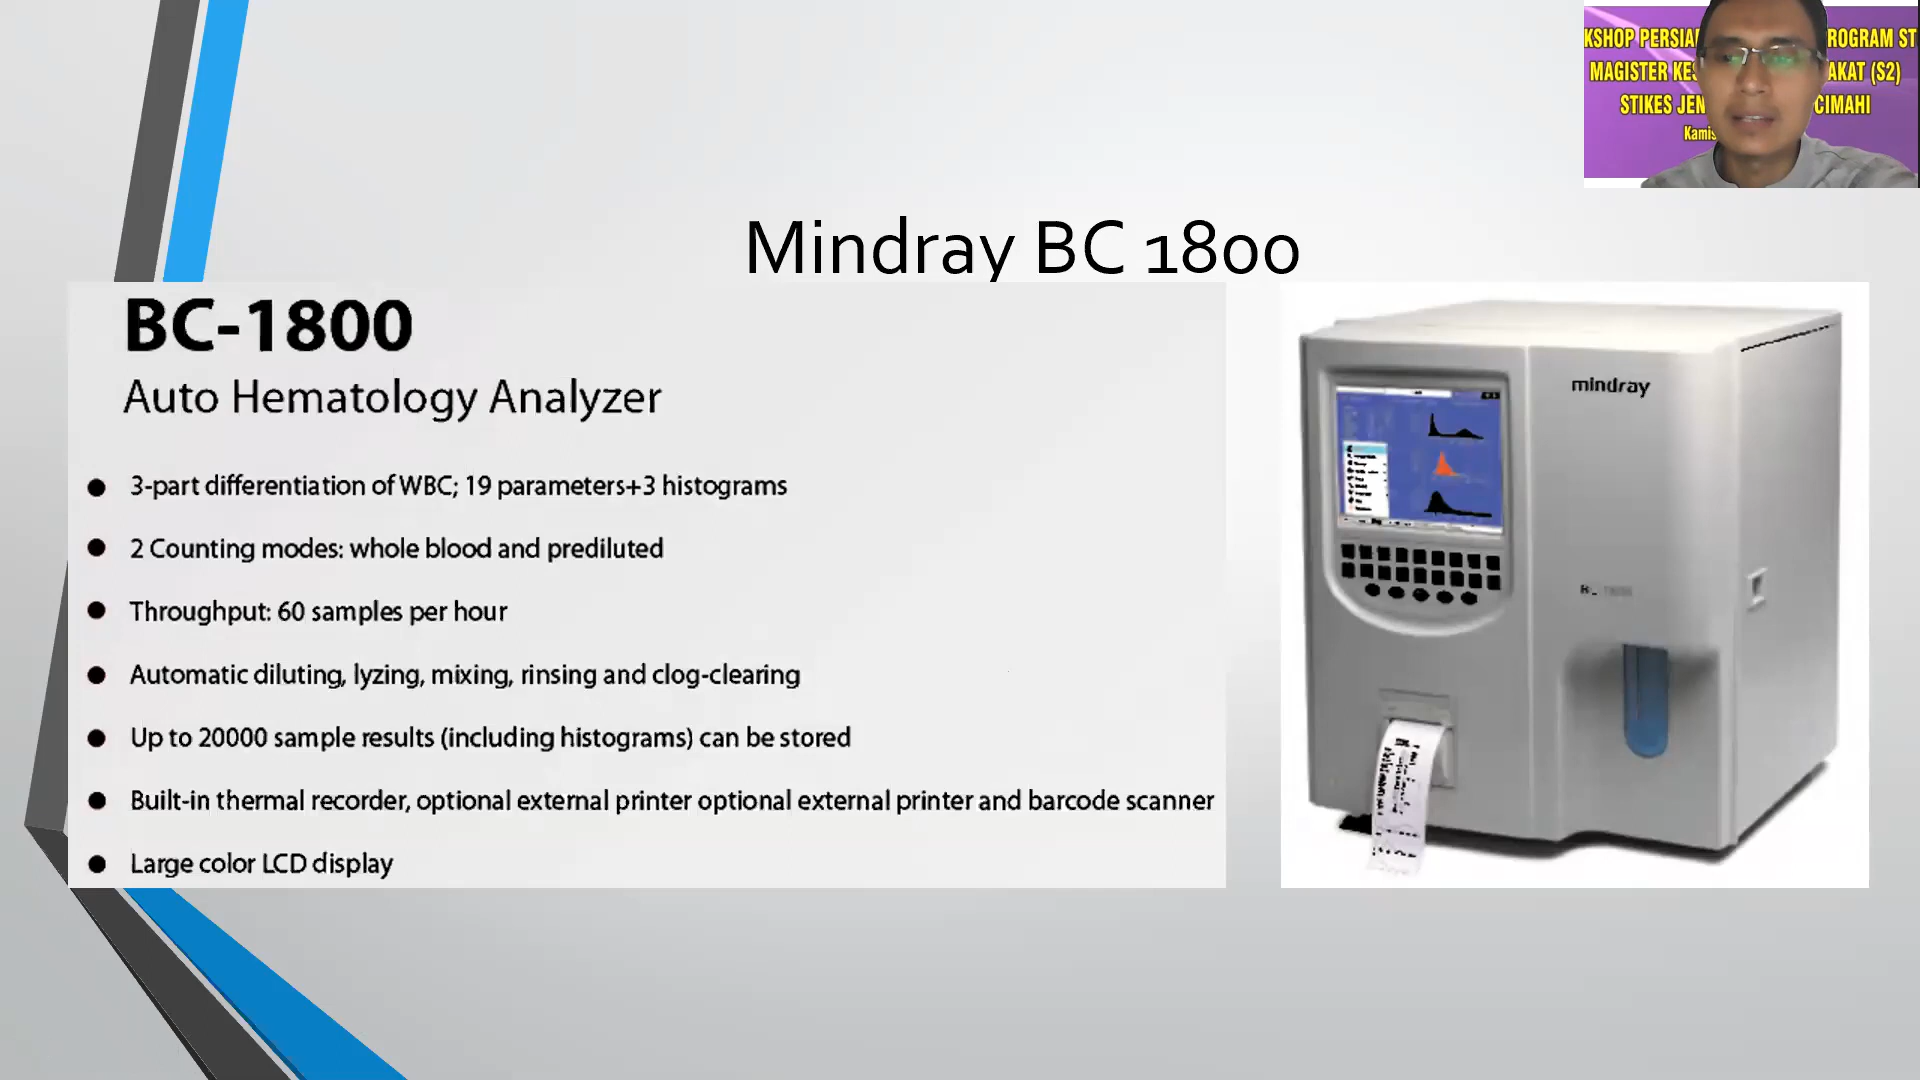 KSHOP PERSIA ROGRAM ST
MAGISTER KES AKAT (S2)
STIKES JEN CIMAHI
Kamis
Mindray BC 1800
BC-1800
Auto Hematology Analyzer
● 3-part differentiation of WBC; 19 parameters+3 histograms
● 2 Counting modes: whole blood and prediluted
● Throughput: 60 samples per hour
● Automatic diluting, lyzing, mixing, rinsing and clog-clearing
● Up to 20000 sample results (including histograms) can be stored
● Built-in thermal recorder, optional external printer optional external printer and barcode scanner
● Large color LCD display
mindray